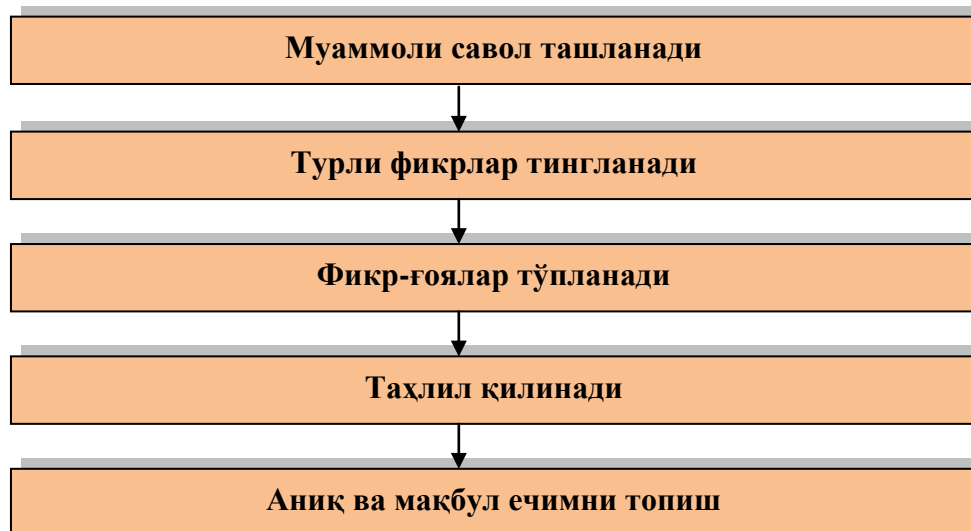 Муаммоли савол ташланади
Турли фикрлар тингланади
Фикр-ғоялар тўпланади
Таҳлил қилинади
Аниқ ва мақбул ечимни топиш